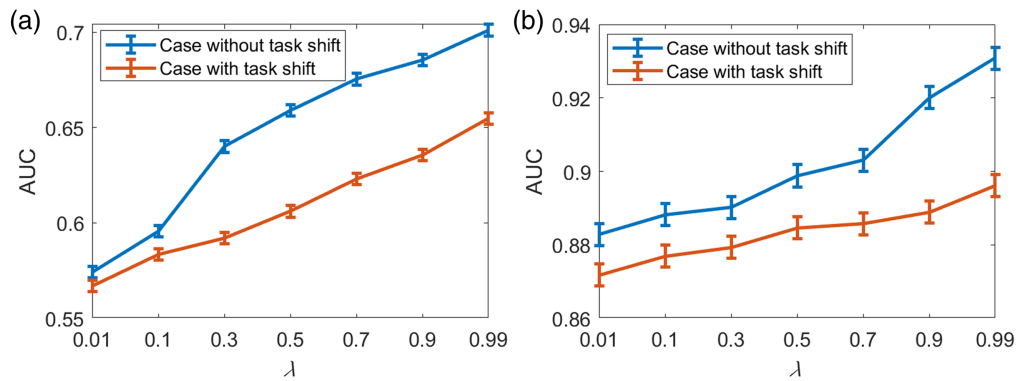 (a)
Case without task shift
Case with task shift
0.7
0.65
0.6
0.55
AUC
0.01 0.1 0.3 0.5 0.7 0.9 0.99
λ
(b)
Case without task shift
Case with task shift
0.94
0.92
0.9
0.88
0.86
AUC
0.01 0.1 0.3 0.5 0.7 0.9 0.99
λ